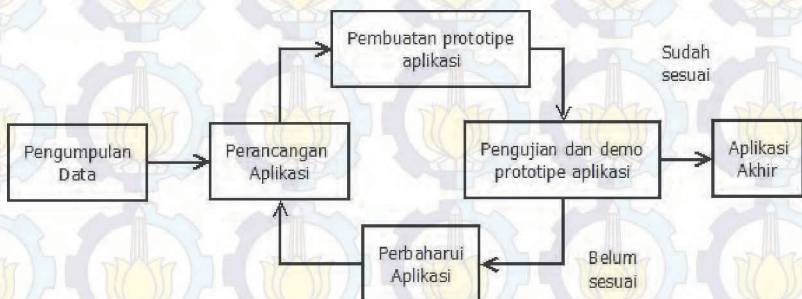 Pembuatan prototipe
aplikasi
Sudah
sesuai
Pengumpulan
Data
Perancangan
Aplikasi
Pengujian dan demo
prototipe aplikasi
Aplikasi
Akhir
Perbaharui
Aplikasi
Belum
sesuai